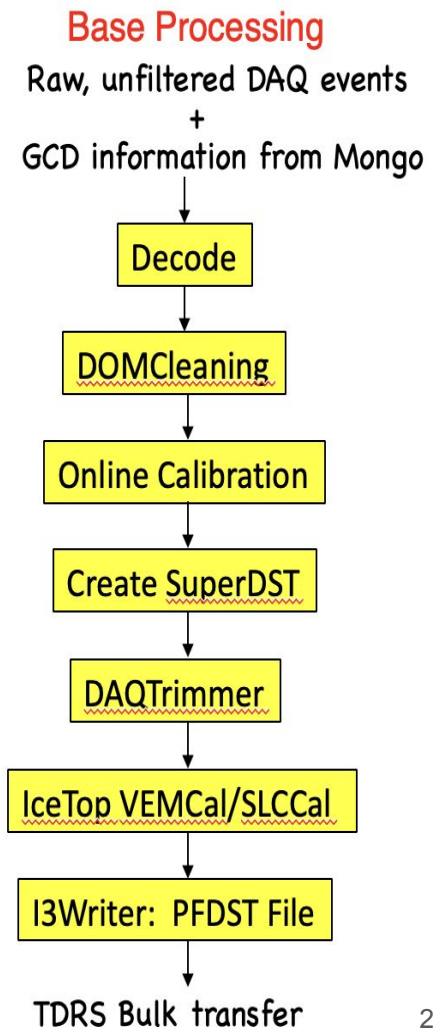 Base Processing
Raw, unfiltered DAQ events
+
GCD information from Mongo
Decode
DOMCleaning
Online Calibration
Create SuperDST
DAQTrimmer
IceTop VEMCal/SLCCal
I3Writer: PFDST File
TDRS Bulk transfer
2